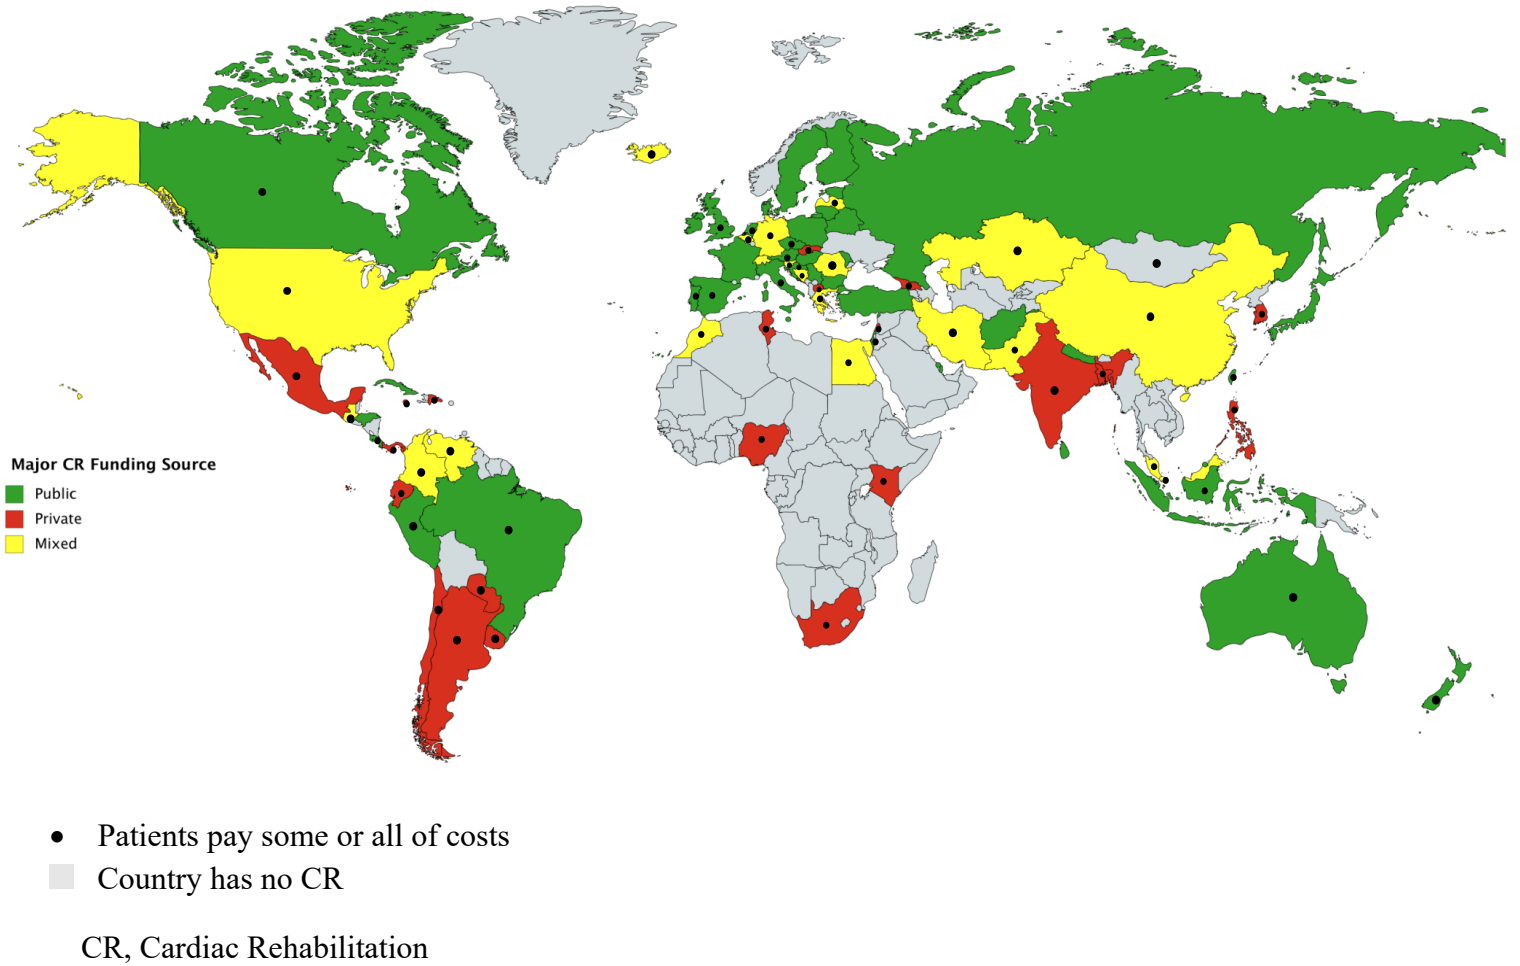 Major CR Funding Source
Public
Private
Mixed
Patients pay some or all of costs
Country has no CR
CR, Cardiac Rehabilitation